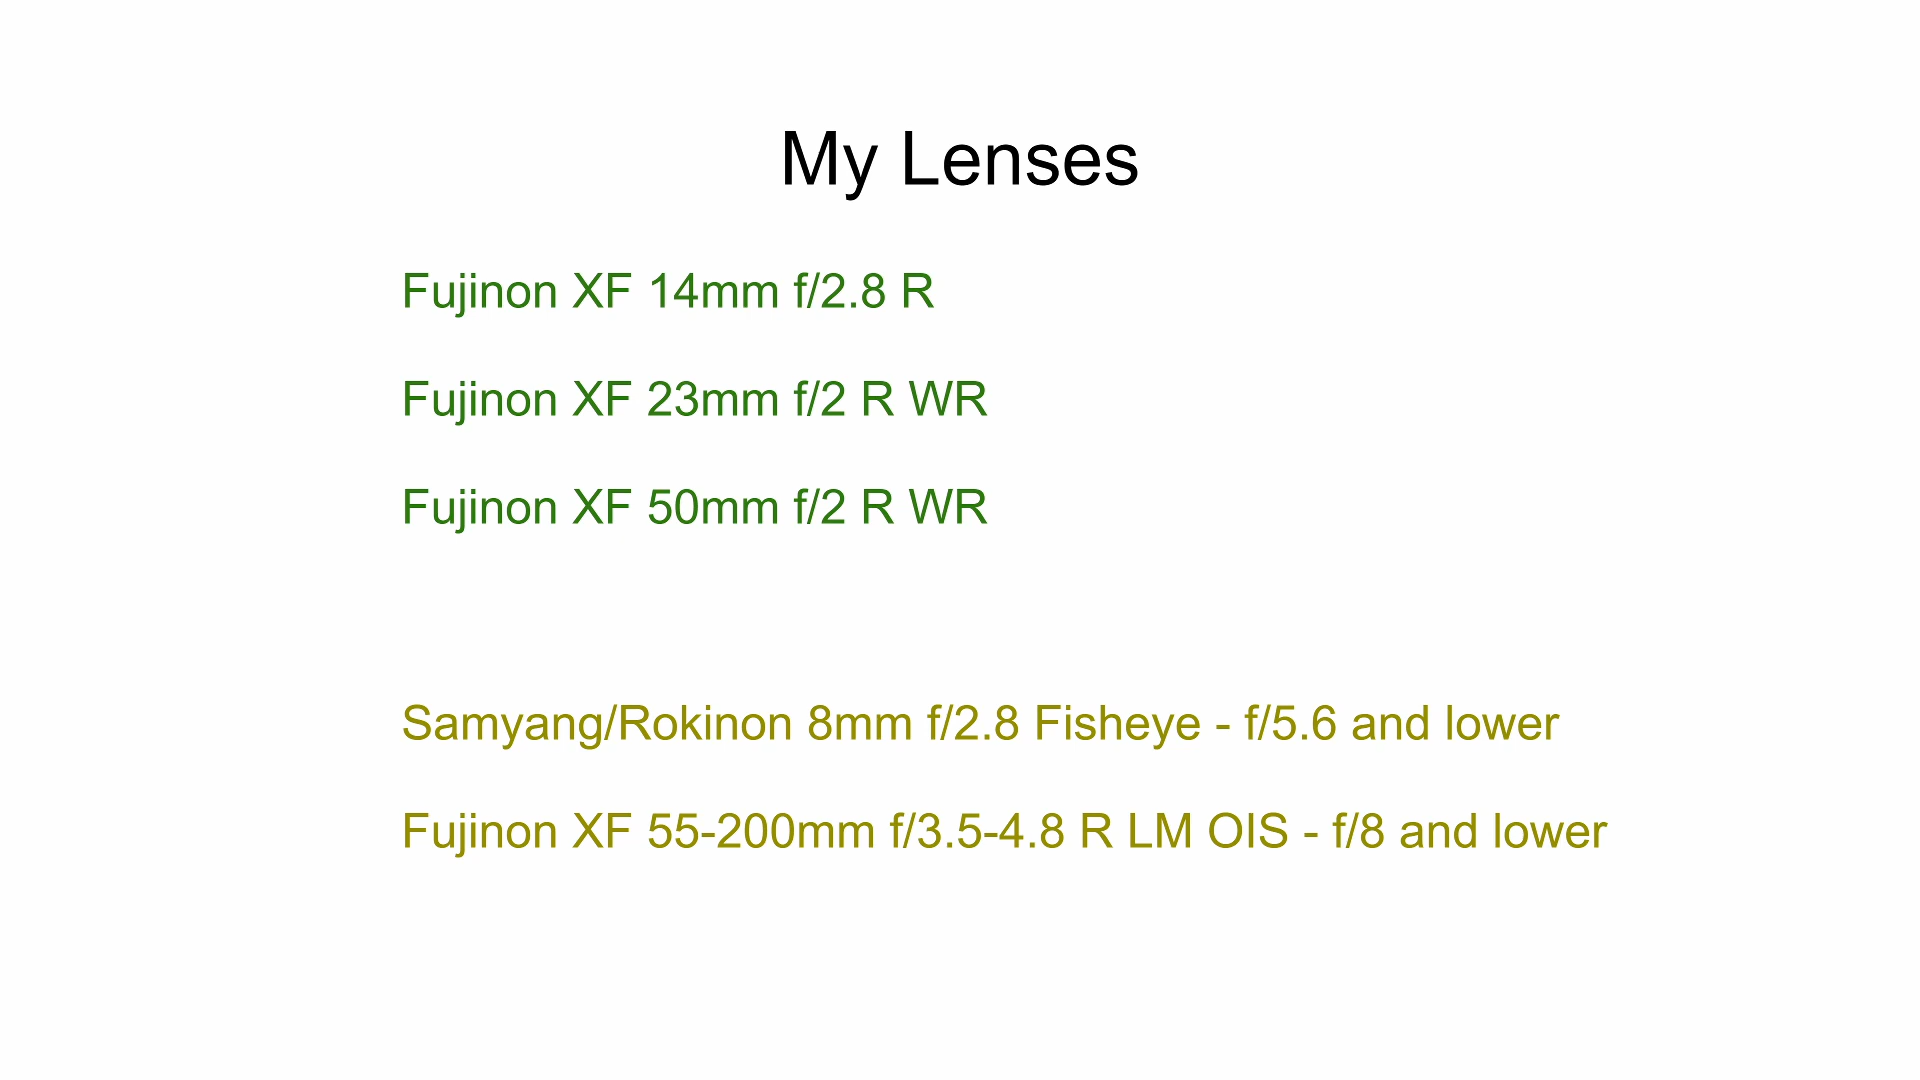 My Lenses
Fujinon XF 14mm f/2.8 R
Fujinon XF 23mm f/2 R WR
Fujinon XF 50mm f/2 R WR
Samyang/Rokinon 8mm f/2.8 Fisheye - f/5.6 and lower
Fujinon XF 55-200mm f/3.5-4.8 R LM OIS - f/8 and lower